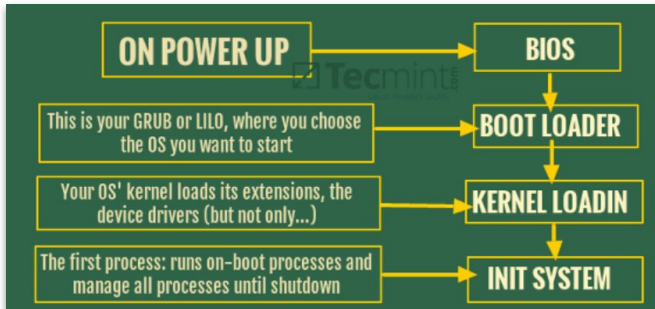 ON POWER UP
BIOS
Tecmint.com
This is your GRUB or LILO, where you choose
the OS you want to start
BOOT LOADER
Your OS' kernel loads its extensions, the
device drivers (but not only...)
KERNEL LOADIN
The first process: runs on-boot processes and
manage all processes until shutdown
INIT SYSTEM